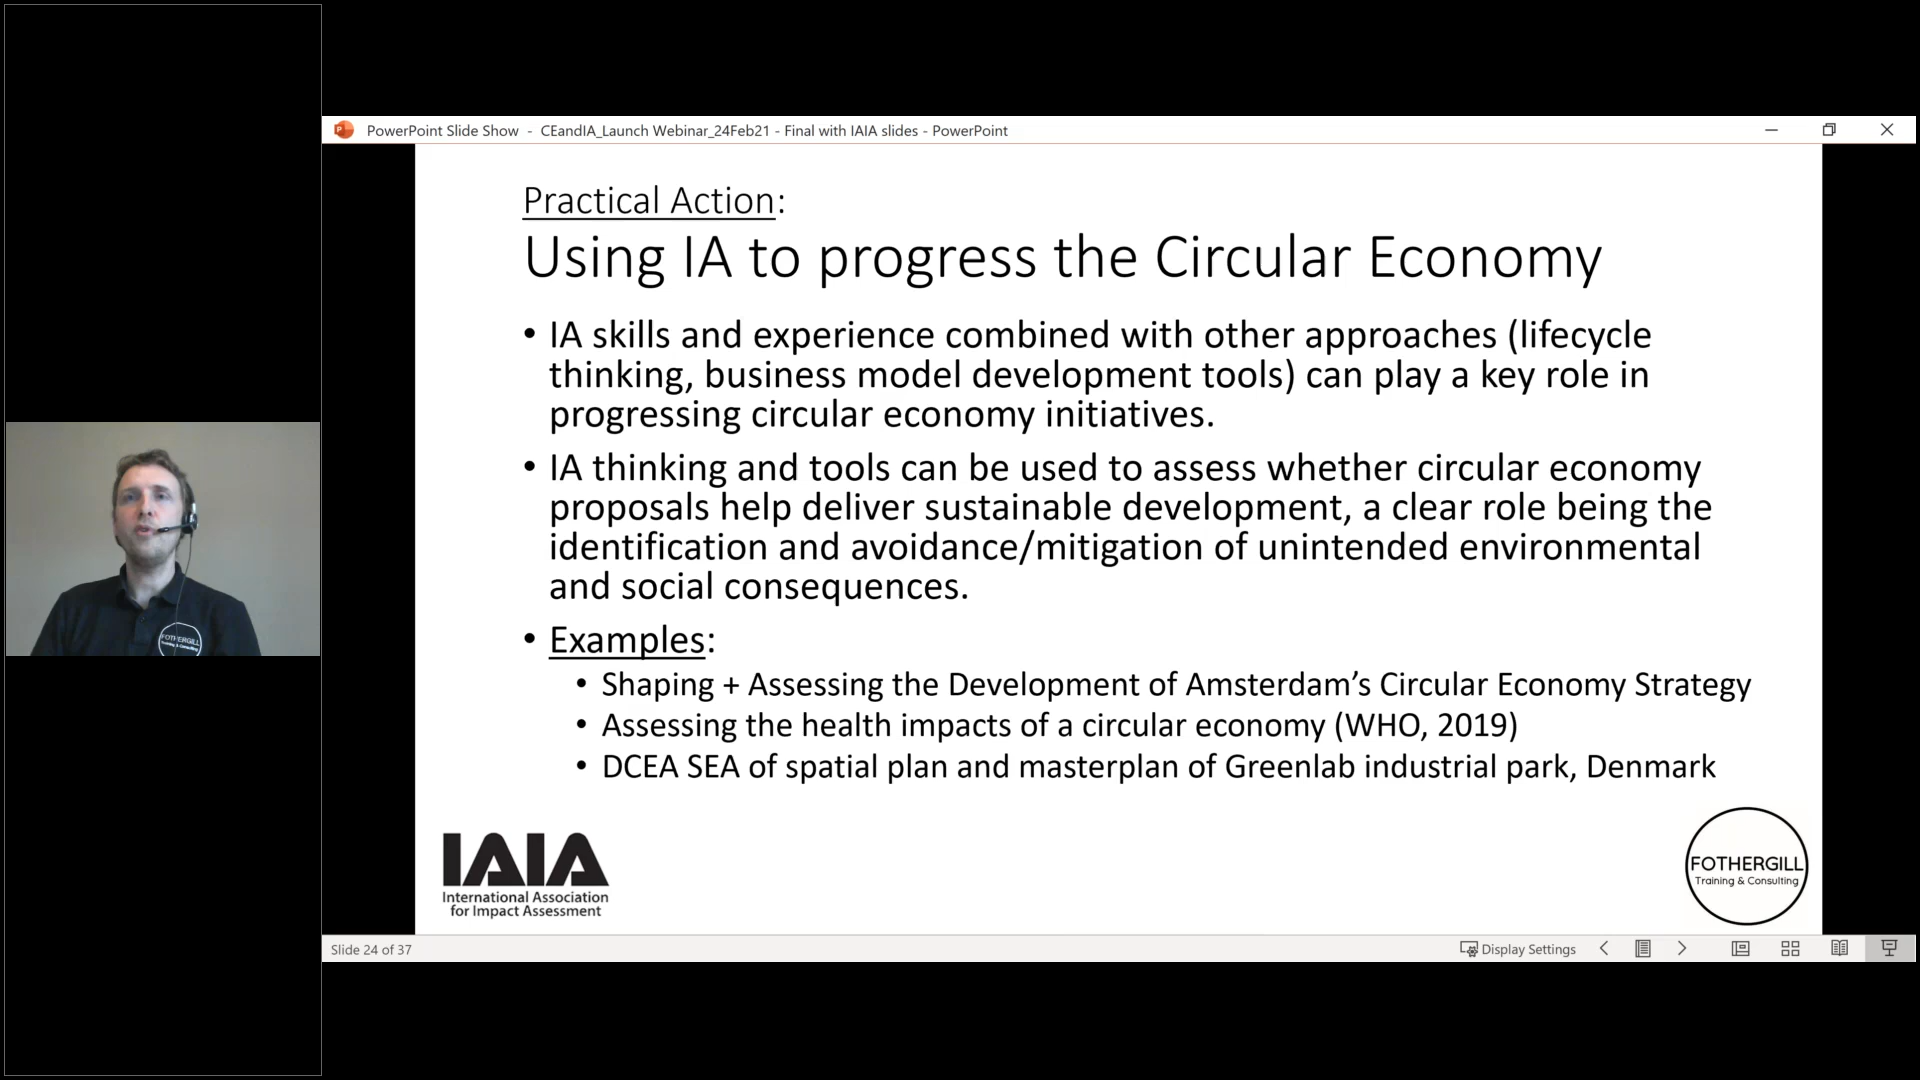 PowerPoint Slide Show - CEandIA_Launch Webinar_24Feb21 - Final with IAIA slides - PowerPoint
Practical Action:
Using IA to progress the Circular Economy
• IA skills and experience combined with other approaches (lifecycle
thinking, business model development tools) can play a key role in
progressing circular economy initiatives.
• IA thinking and tools can be used to assess whether circular economy
proposals help deliver sustainable development, a clear role being the
identification and avoidance/mitigation of unintended environmental
and social consequences.
• Examples:
• Shaping + Assessing the Development of Amsterdam’s Circular Economy Strategy
• Assessing the health impacts of a circular economy (WHO, 2019)
• DCEA SEA of spatial plan and masterplan of Greenlab industrial park, Denmark
IAIA
International Association
for Impact Assessment
FOTHERGILL
Training & Consulting
Slide 24 of 37
Display Settings
FOTHERGILL
Training & Consulting